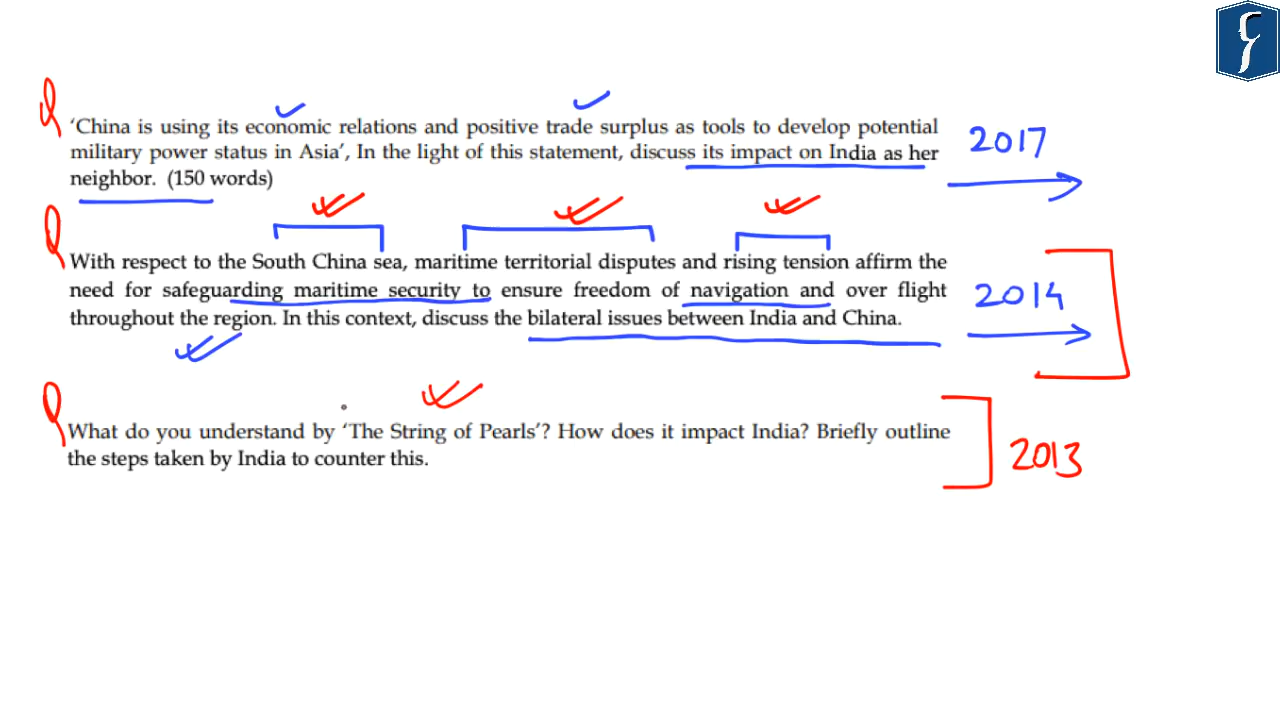 Q 'China is using its economic relations and positive trade surplus as tools to develop potential
military power status in Asia', In the light of this statement, discuss its impact on India as her
neighbor. (150 words)
2017
Q With respect to the South China sea, maritime territorial disputes and rising tension affirm the
need for safeguarding maritime security to ensure freedom of navigation and over flight
throughout the region. In this context, discuss the bilateral issues between India and China.
2014
Q What do you understand by 'The String of Pearls'? How does it impact India? Briefly outline
the steps taken by India to counter this.
2013